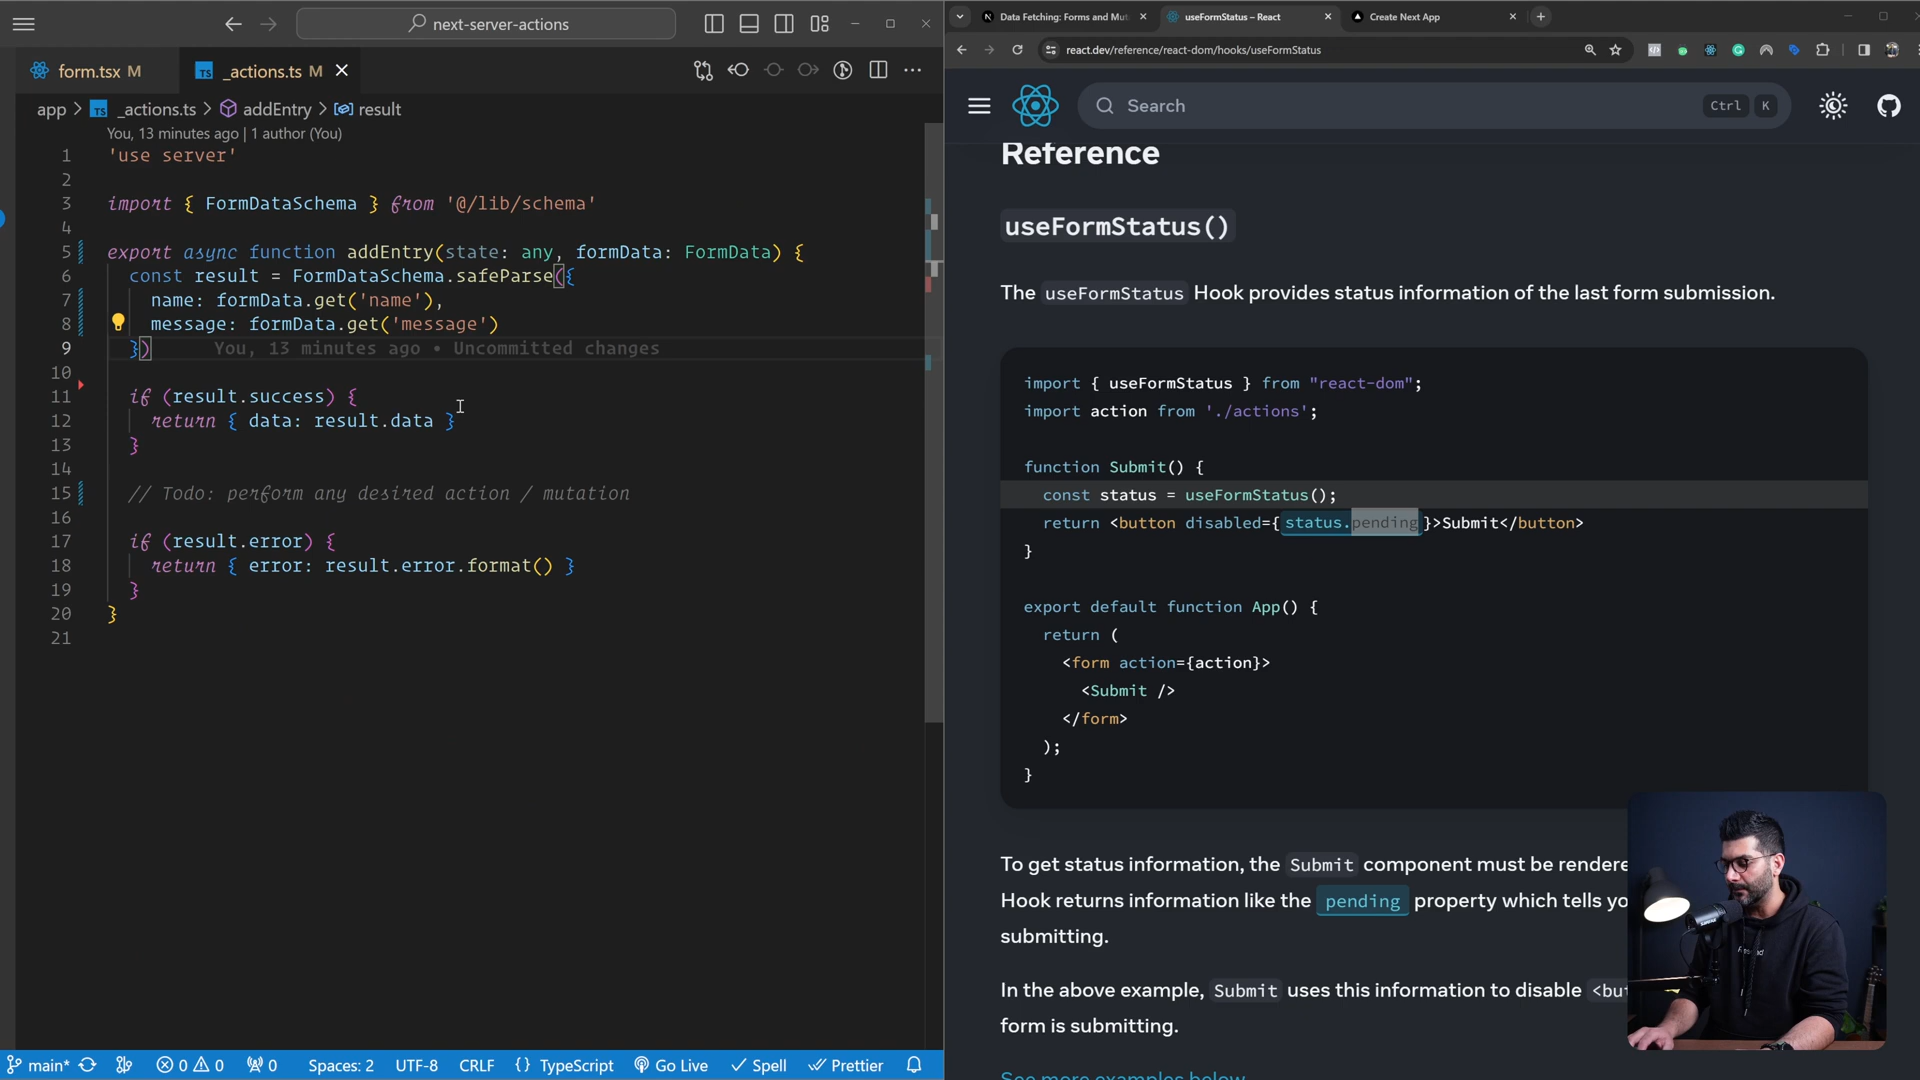 next-server-actions
form.tsx M
TS _actions.ts M
app > TS _actions.ts > addEntry > result
You, 13 minutes ago | 1 author (You)
1 'use server'
2
3 import { FormDataSchema } from '@/lib/schema'
4
5 export async function addEntry(state: any, formData: FormData) {
6 const result = FormDataSchema.safeParse({
7 name: formData.get('name'),
8 message: formData.get('message')
9 }) You, 13 minutes ago • Uncommitted changes
10
11 if (result.success) {
12 return { data: result.data }
13 }
14
15 // Todo: perform any desired action / mutation
16
17 if (result.error) {
18 return { error: result.error.format() }
19 }
20 }
21
main* 0 0 0 Spaces: 2 UTF-8 CRLF {} TypeScript Go Live Spell Prettier
Data Fetching: Forms and Mut
useFormStatus – React
Create Next App
react.dev/reference/react-dom/hooks/useFormStatus
Search Ctrl K
Reference
useFormStatus()
The useFormStatus Hook provides status information of the last form submission.
import { useFormStatus } from "react-dom";
import action from './actions';
function Submit() {
const status = useFormStatus();
return <button disabled={status.pending}>Submit</button>
}
export default function App() {
return (
<form action={action}>
<Submit />
</form>
);
}
To get status information, the Submit component must be rendere
Hook returns information like the pending property which tells yo
submitting.
In the above example, Submit uses this information to disable <bu
form is submitting.
See more examples below.